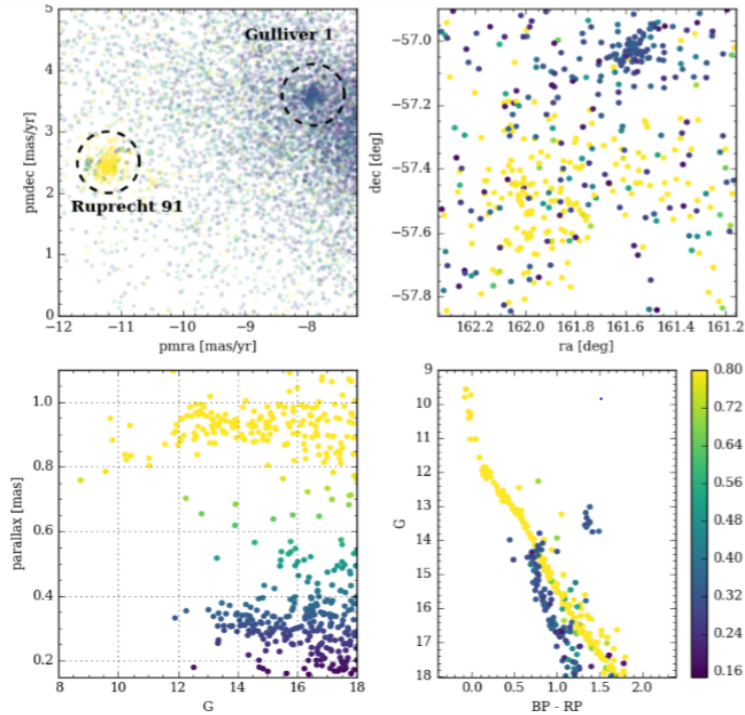 5
4
3
2
1
0
pmdec [mas/yr]
Gulliver 1
Ruprecht 91
−12 −11 −10 −9 −8
pmra [mas/yr]
−57.0
−57.2
−57.4
−57.6
−57.8
dec [deg]
162.2 162.0 161.8 161.6 161.4 161.2
ra [deg]
1.0
0.8
0.6
0.4
0.2
parallax [mas]
8 10 12 14 16 18
G
9
10
11
12
13
14
15
16
17
18
G
0.0 0.5 1.0 1.5 2.0
BP - RP
0.80
0.72
0.64
0.56
0.48
0.40
0.32
0.24
0.16